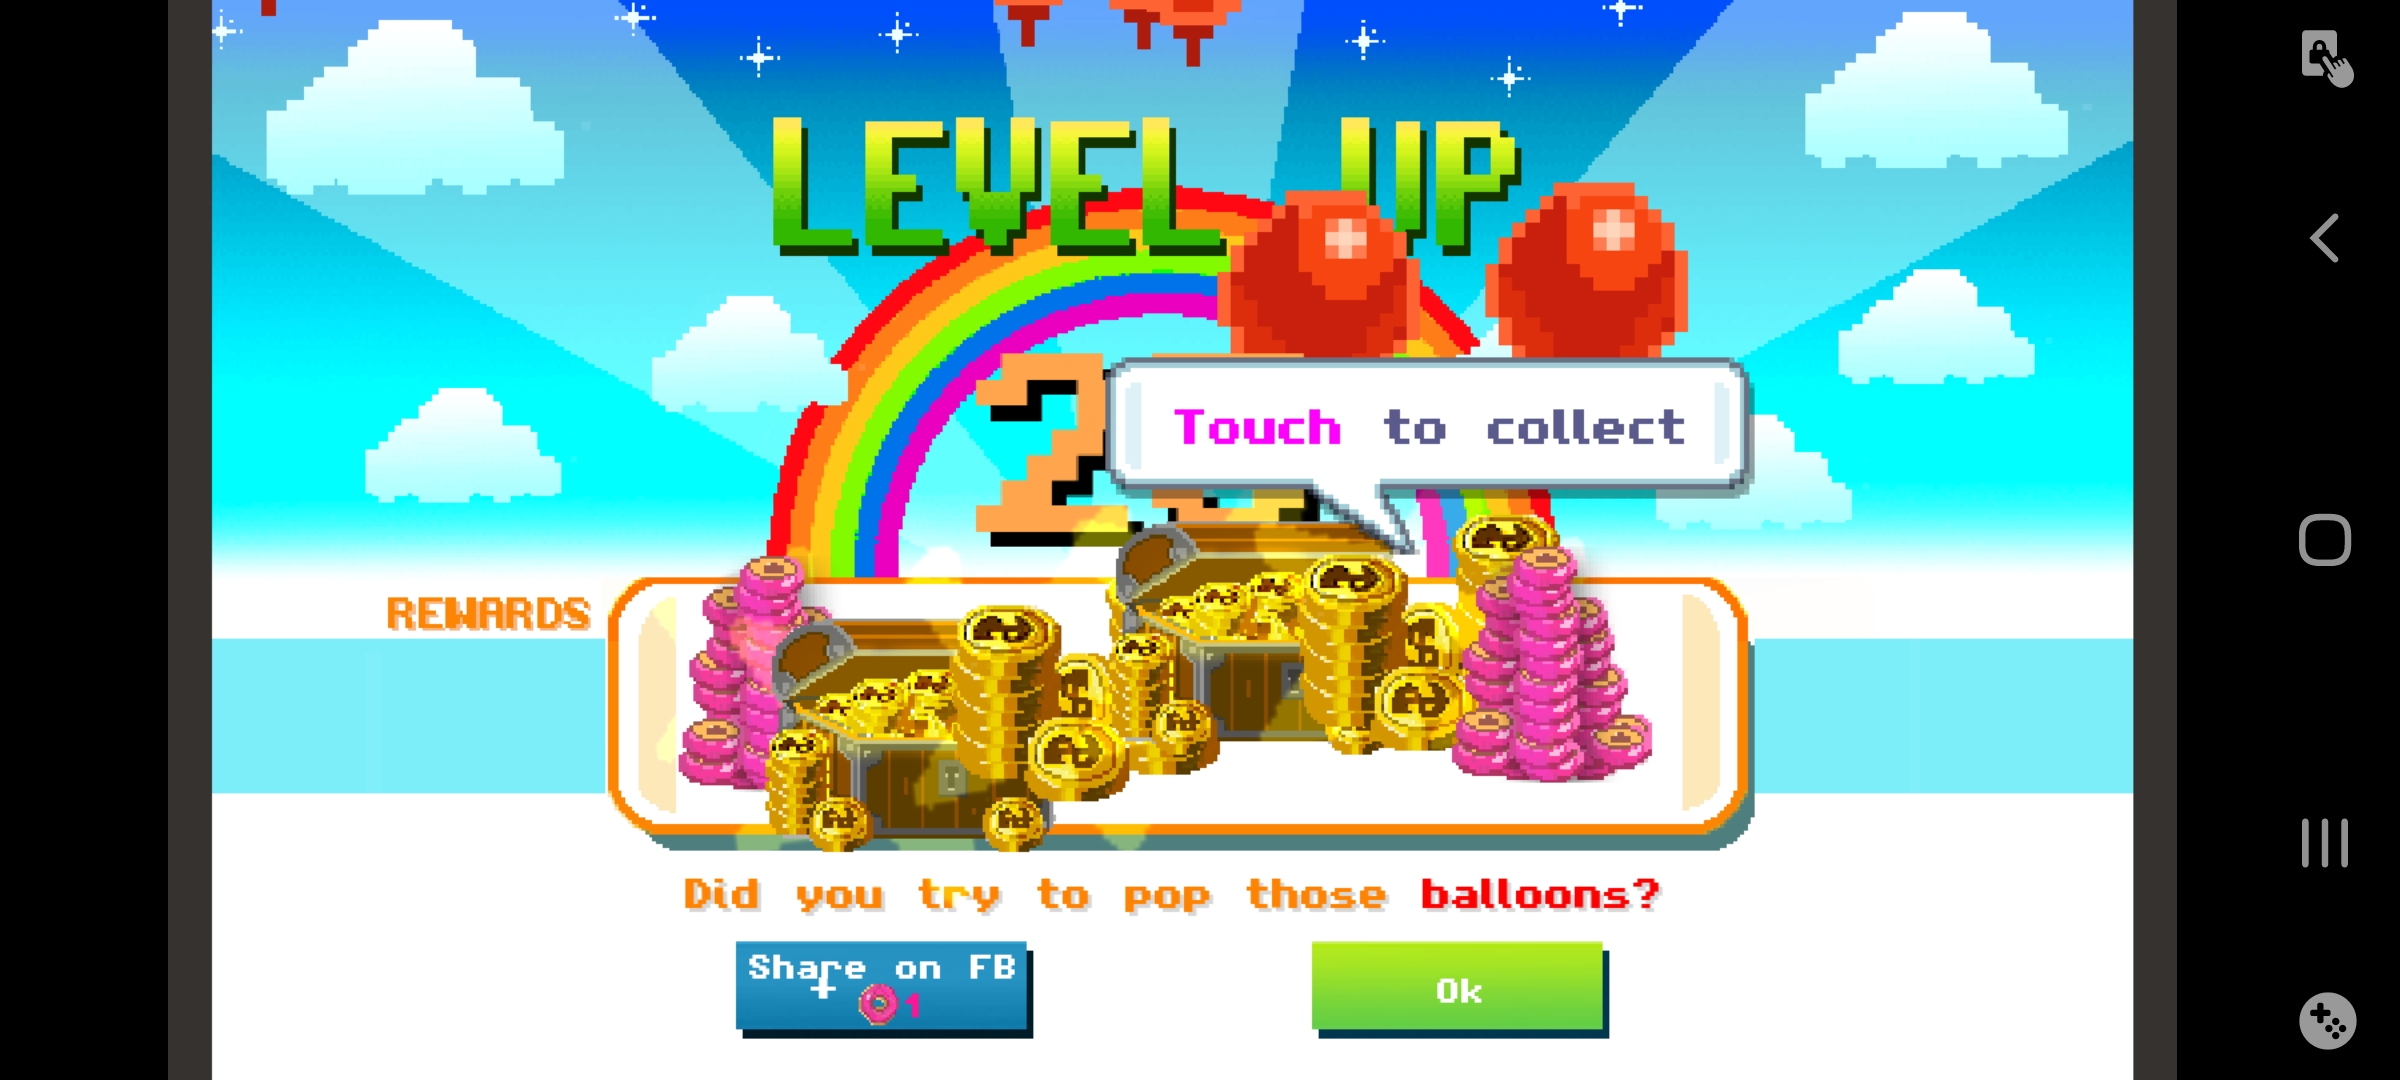 LEVEL UP
2
Touch to collect
REWARDS
Did you try to pop those balloons?
Share on FB
+ 1
Ok